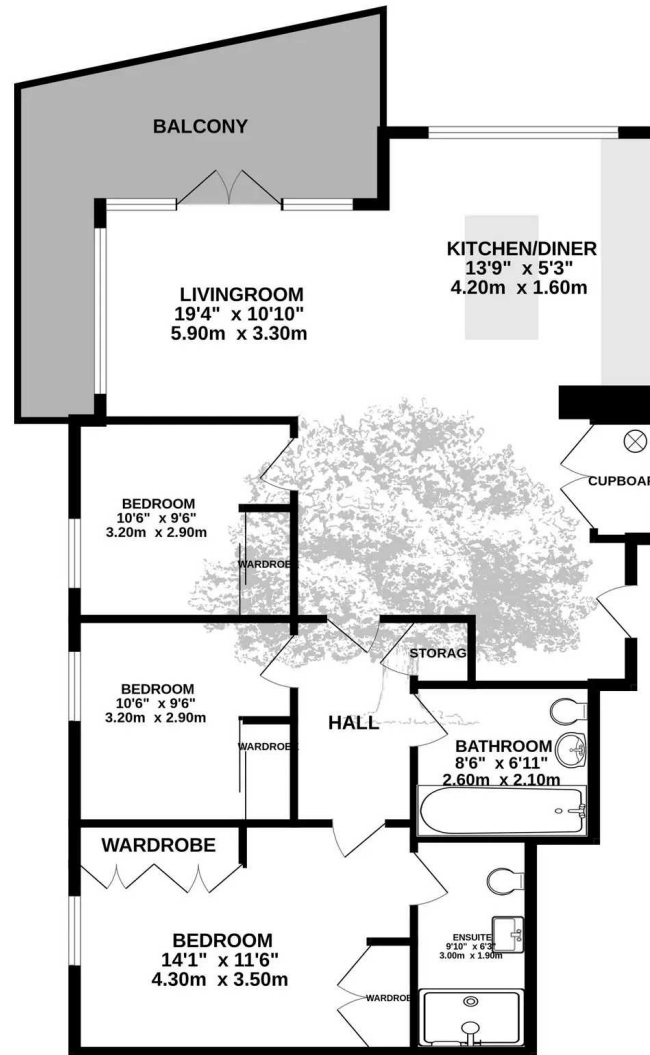 BALCONY
KITCHEN/DINER
13'9" x 5'3"
4.20m x 1.60m
LIVINGROOM
19'4" x 10'10"
5.90m x 3.30m
CUPBOAR
BEDROOM
10'6" x 9'6"
3.20m x 2.90m
WARDROBE
STORAG
BEDROOM
10'6" x 9'6"
3.20m x 2.90m
WARDROBE
HALL
BATHROOM
8'6" x 6'11"
2.60m x 2.10m
WARDROBE
BEDROOM
14'1" x 11'6"
4.30m x 3.50m
ENSUITE
9'10" x 6'3"
3.00m x 1.90m
WARDROBE